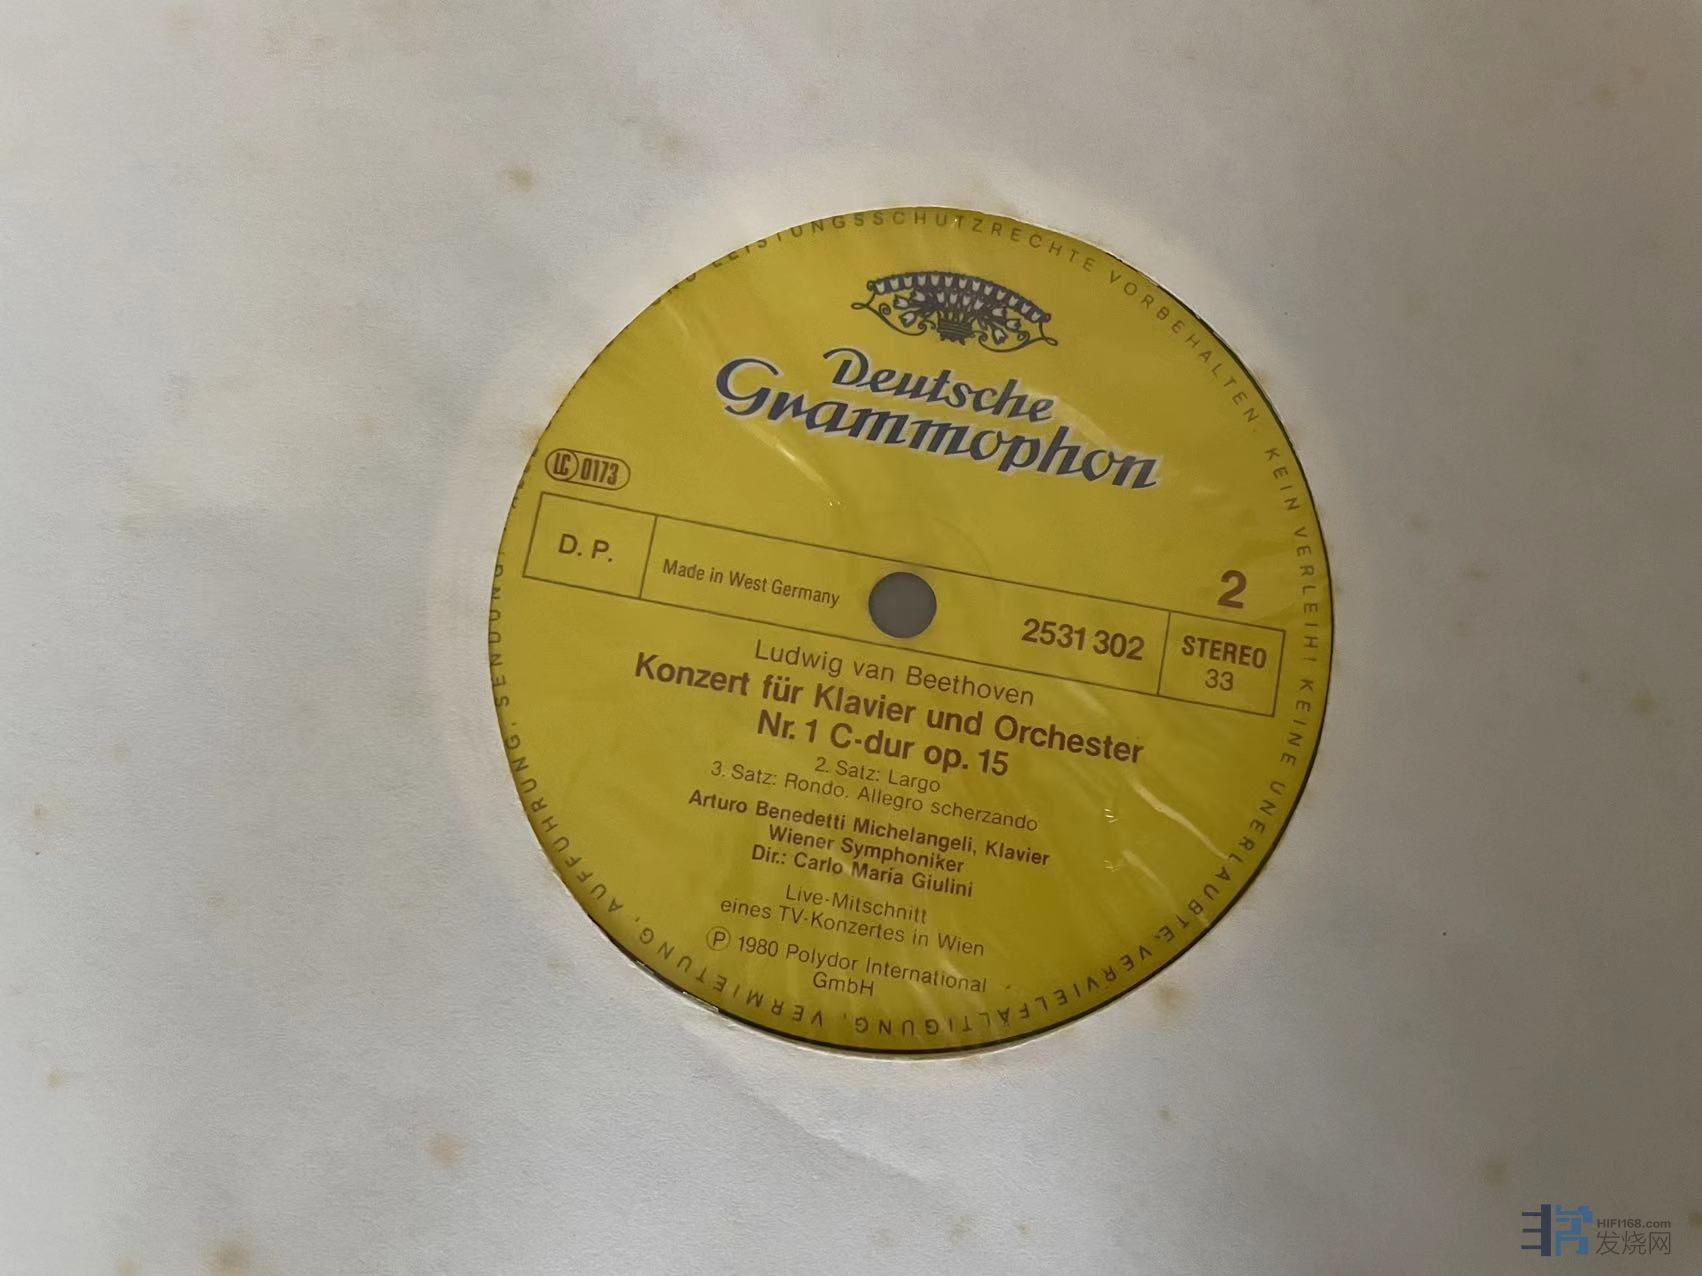 LEISTUNGSSCHUTZRECHTE VORBEHALTEN. KEIN VERLEIH! KEINE UNERLAUBTE VERVIELFÄLTIGUNG, VERMIETUNG, AUFFÜHRUNG, SENDUNG!
Deutsche
Grammophon
LC 0173
D. P.
Made in West Germany
2
2531 302
STEREO
33
Ludwig van Beethoven
Konzert für Klavier und Orchester
Nr. 1 C-dur op. 15
2. Satz: Largo
3. Satz: Rondo. Allegro scherzando
Arturo Benedetti Michelangeli, Klavier
Wiener Symphoniker
Dir.: Carlo Maria Giulini
Live-Mitschnitt
eines TV-Konzertes in Wien
Ⓟ 1980 Polydor International
GmbH
HIFI168.com
发烧网